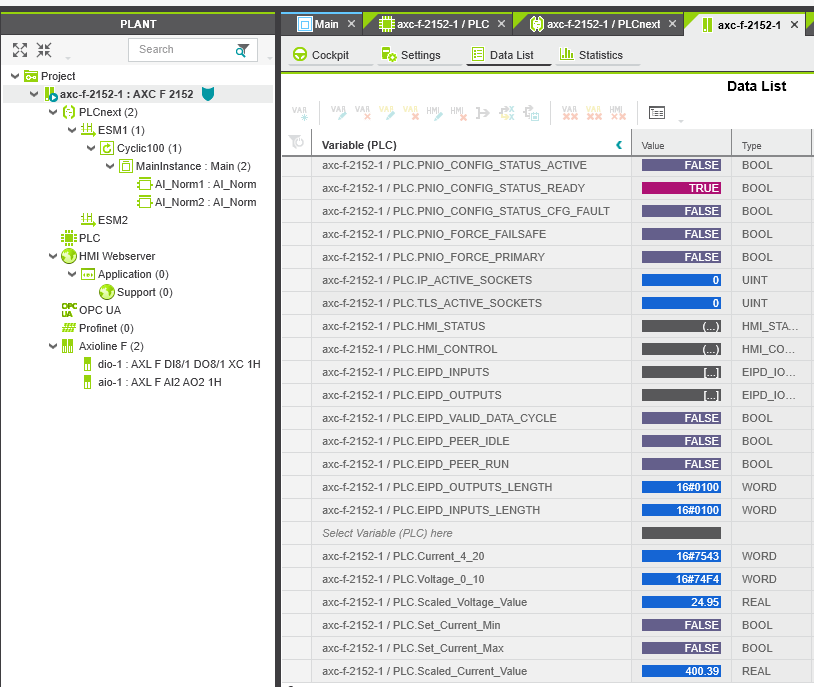 PLANT
Search
Project
axc-f-2152-1 : AXC F 2152
PLCnext (2)
ESM1 (1)
Cyclic100 (1)
MainInstance : Main (2)
AI_Norm1 : AI_Norm
AI_Norm2 : AI_Norm
ESM2
PLC
HMI Webserver
Application (0)
Support (0)
OPC UA OPC UA
Profinet (0)
Axioline F (2)
dio-1 : AXL F DI8/1 DO8/1 XC 1H
aio-1 : AXL F AI2 AO2 1H
Main axc-f-2152-1 / PLC axc-f-2152-1 / PLCnext axc-f-2152-1
Cockpit Settings Data List Statistics
Data List
VAR VAR VAR VAR VAR HMI HMI VAR VAR HMI
Variable (PLC) Value Type
axc-f-2152-1 / PLC.PNIO_CONFIG_STATUS_ACTIVE FALSE BOOL
axc-f-2152-1 / PLC.PNIO_CONFIG_STATUS_READY TRUE BOOL
axc-f-2152-1 / PLC.PNIO_CONFIG_STATUS_CFG_FAULT FALSE BOOL
axc-f-2152-1 / PLC.PNIO_FORCE_FAILSAFE FALSE BOOL
axc-f-2152-1 / PLC.PNIO_FORCE_PRIMARY FALSE BOOL
axc-f-2152-1 / PLC.IP_ACTIVE_SOCKETS 0 UINT
axc-f-2152-1 / PLC.TLS_ACTIVE_SOCKETS 0 UINT
axc-f-2152-1 / PLC.HMI_STATUS (...) HMI_STA...
axc-f-2152-1 / PLC.HMI_CONTROL (...) HMI_CO...
axc-f-2152-1 / PLC.EIPD_INPUTS [...] EIPD_IO...
axc-f-2152-1 / PLC.EIPD_OUTPUTS [...] EIPD_IO...
axc-f-2152-1 / PLC.EIPD_VALID_DATA_CYCLE FALSE BOOL
axc-f-2152-1 / PLC.EIPD_PEER_IDLE FALSE BOOL
axc-f-2152-1 / PLC.EIPD_PEER_RUN FALSE BOOL
axc-f-2152-1 / PLC.EIPD_OUTPUTS_LENGTH 16#0100 WORD
axc-f-2152-1 / PLC.EIPD_INPUTS_LENGTH 16#0100 WORD
Select Variable (PLC) here
axc-f-2152-1 / PLC.Current_4_20 16#7543 WORD
axc-f-2152-1 / PLC.Voltage_0_10 16#74F4 WORD
axc-f-2152-1 / PLC.Scaled_Voltage_Value 24.95 REAL
axc-f-2152-1 / PLC.Set_Current_Min FALSE BOOL
axc-f-2152-1 / PLC.Set_Current_Max FALSE BOOL
axc-f-2152-1 / PLC.Scaled_Current_Value 400.39 REAL